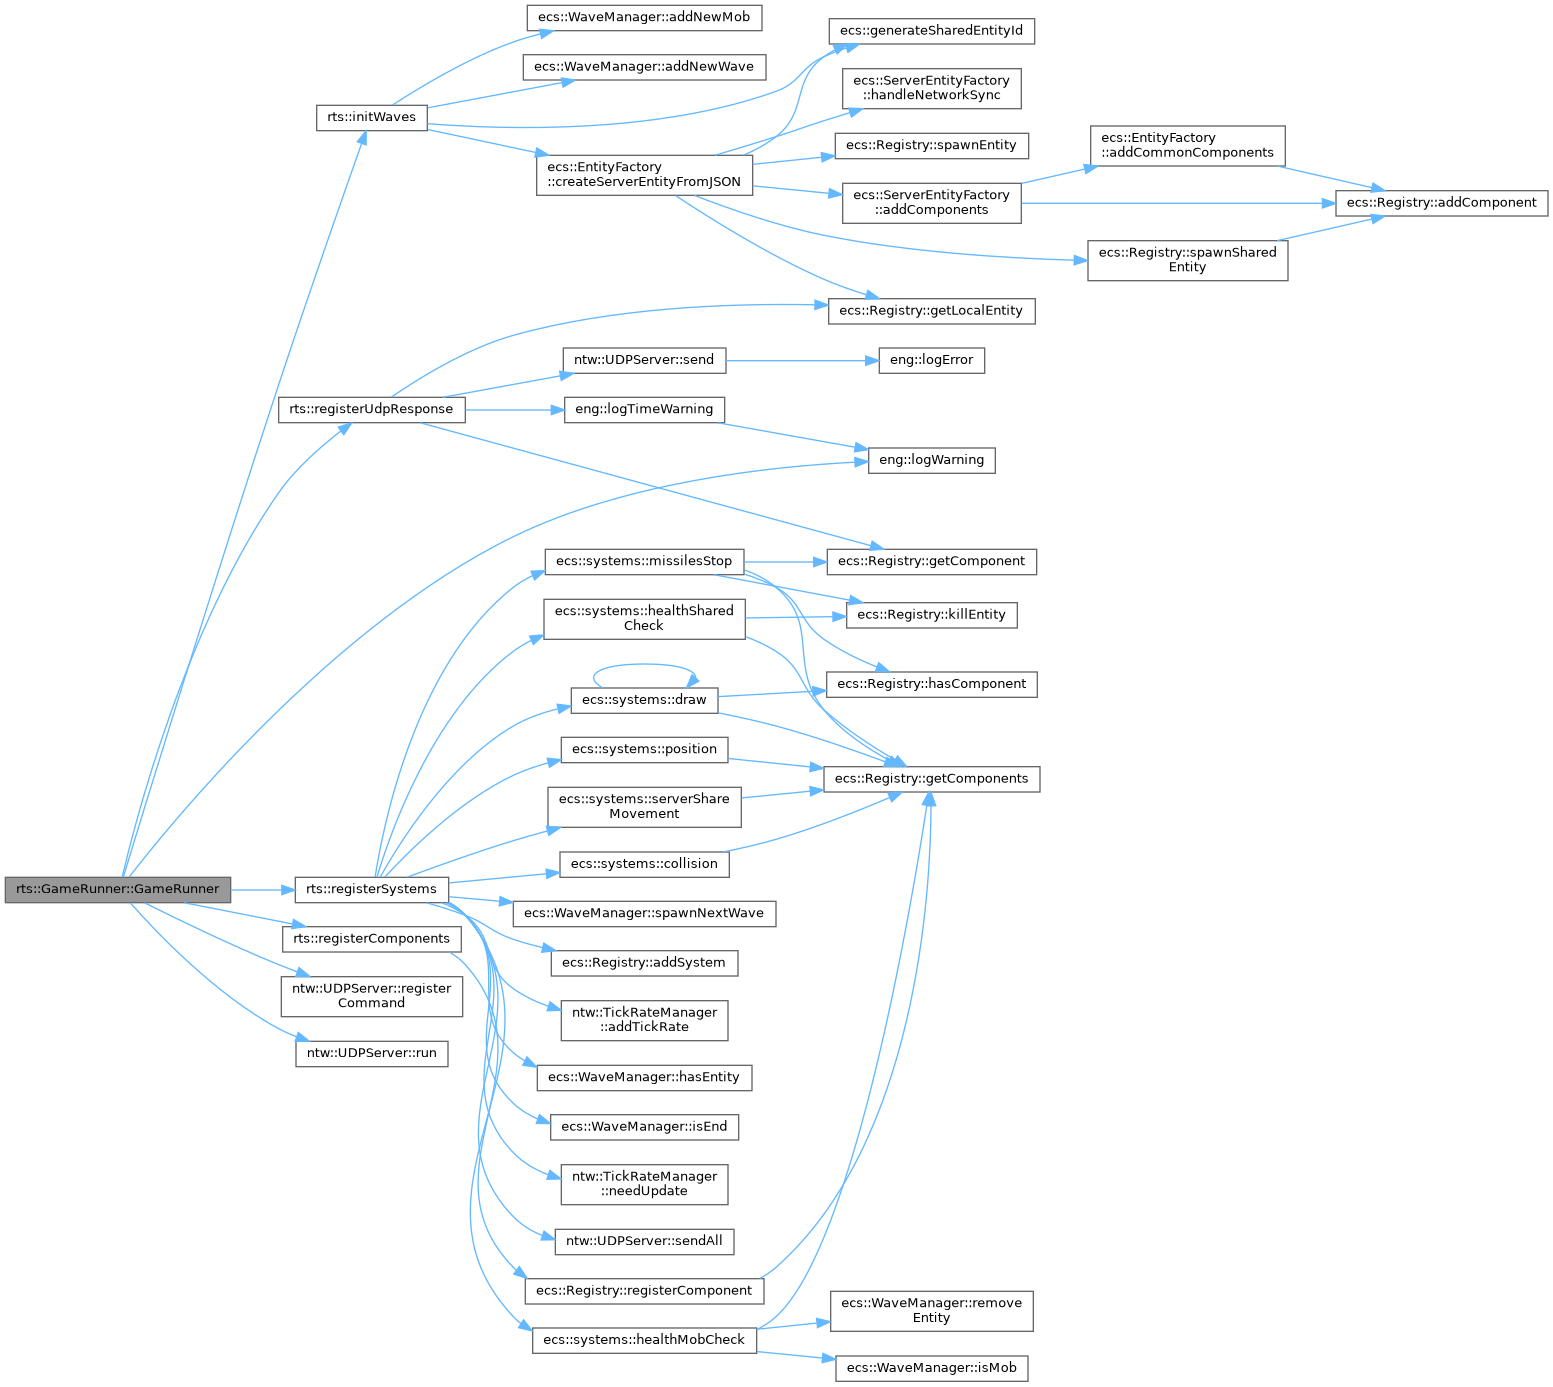 ecs::WaveManager::addNewMob
ecs::generateSharedEntityId
ecs::WaveManager::addNewWave
ecs::ServerEntityFactory
::handleNetworkSync
rts::initWaves
ecs::Registry::spawnEntity
ecs::EntityFactory
::addCommonComponents
ecs::EntityFactory
::createServerEntityFromJSON
ecs::ServerEntityFactory
::addComponents
ecs::Registry::addComponent
ecs::Registry::spawnShared
Entity
ecs::Registry::getLocalEntity
ntw::UDPServer::send
eng::logError
rts::registerUdpResponse
eng::logTimeWarning
eng::logWarning
ecs::systems::missilesStop
ecs::Registry::getComponent
ecs::systems::healthShared
Check
ecs::Registry::killEntity
ecs::Registry::hasComponent
ecs::systems::draw
ecs::systems::position
ecs::Registry::getComponents
ecs::systems::serverShare
Movement
ecs::systems::collision
rts::GameRunner::GameRunner
rts::registerSystems
ecs::WaveManager::spawnNextWave
rts::registerComponents
ecs::Registry::addSystem
ntw::UDPServer::register
Command
ntw::TickRateManager
::addTickRate
ntw::UDPServer::run
ecs::WaveManager::hasEntity
ecs::WaveManager::isEnd
ntw::TickRateManager
::needUpdate
ntw::UDPServer::sendAll
ecs::Registry::registerComponent
ecs::WaveManager::remove
Entity
ecs::systems::healthMobCheck
ecs::WaveManager::isMob